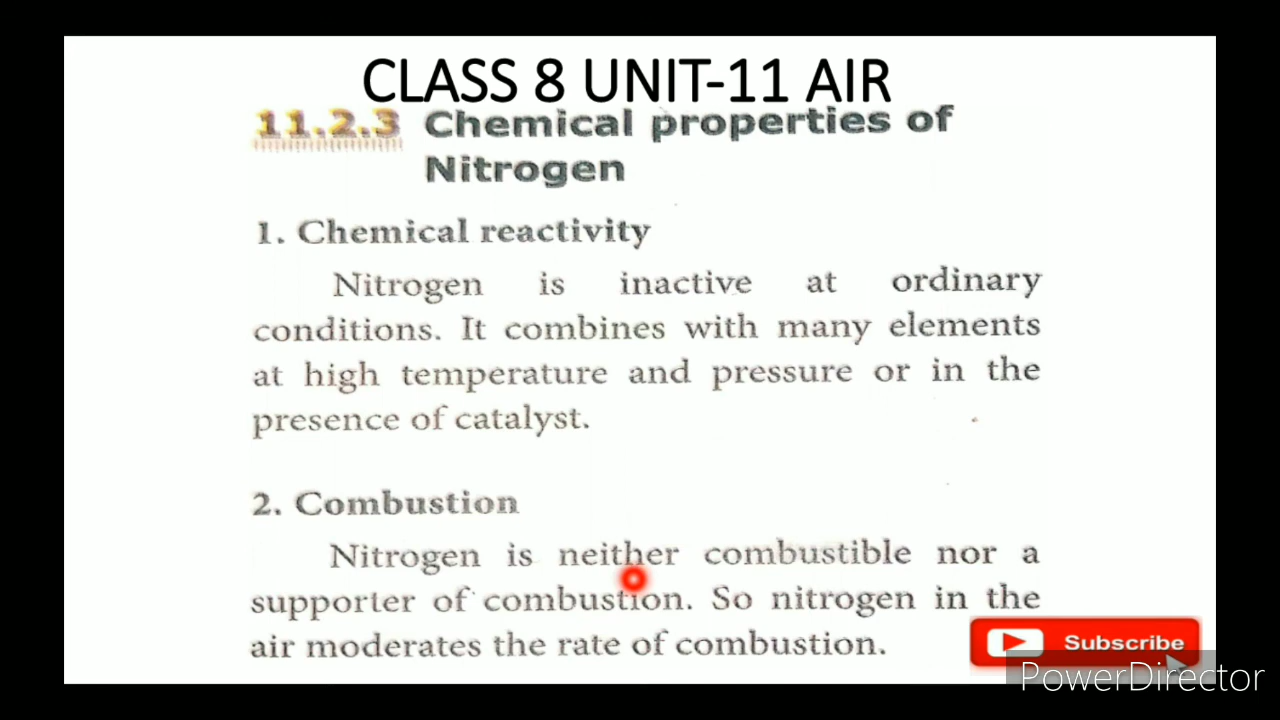 CLASS 8 UNIT-11 AIR
11.2.3 Chemical properties of
Nitrogen
1. Chemical reactivity
Nitrogen is inactive at ordinary
conditions. It combines with many elements
at high temperature and pressure or in the
presence of catalyst.
2. Combustion
Nitrogen is neither combustible nor a
supporter of combustion. So nitrogen in the
air moderates the rate of combustion.
Subscribe
PowerDirector